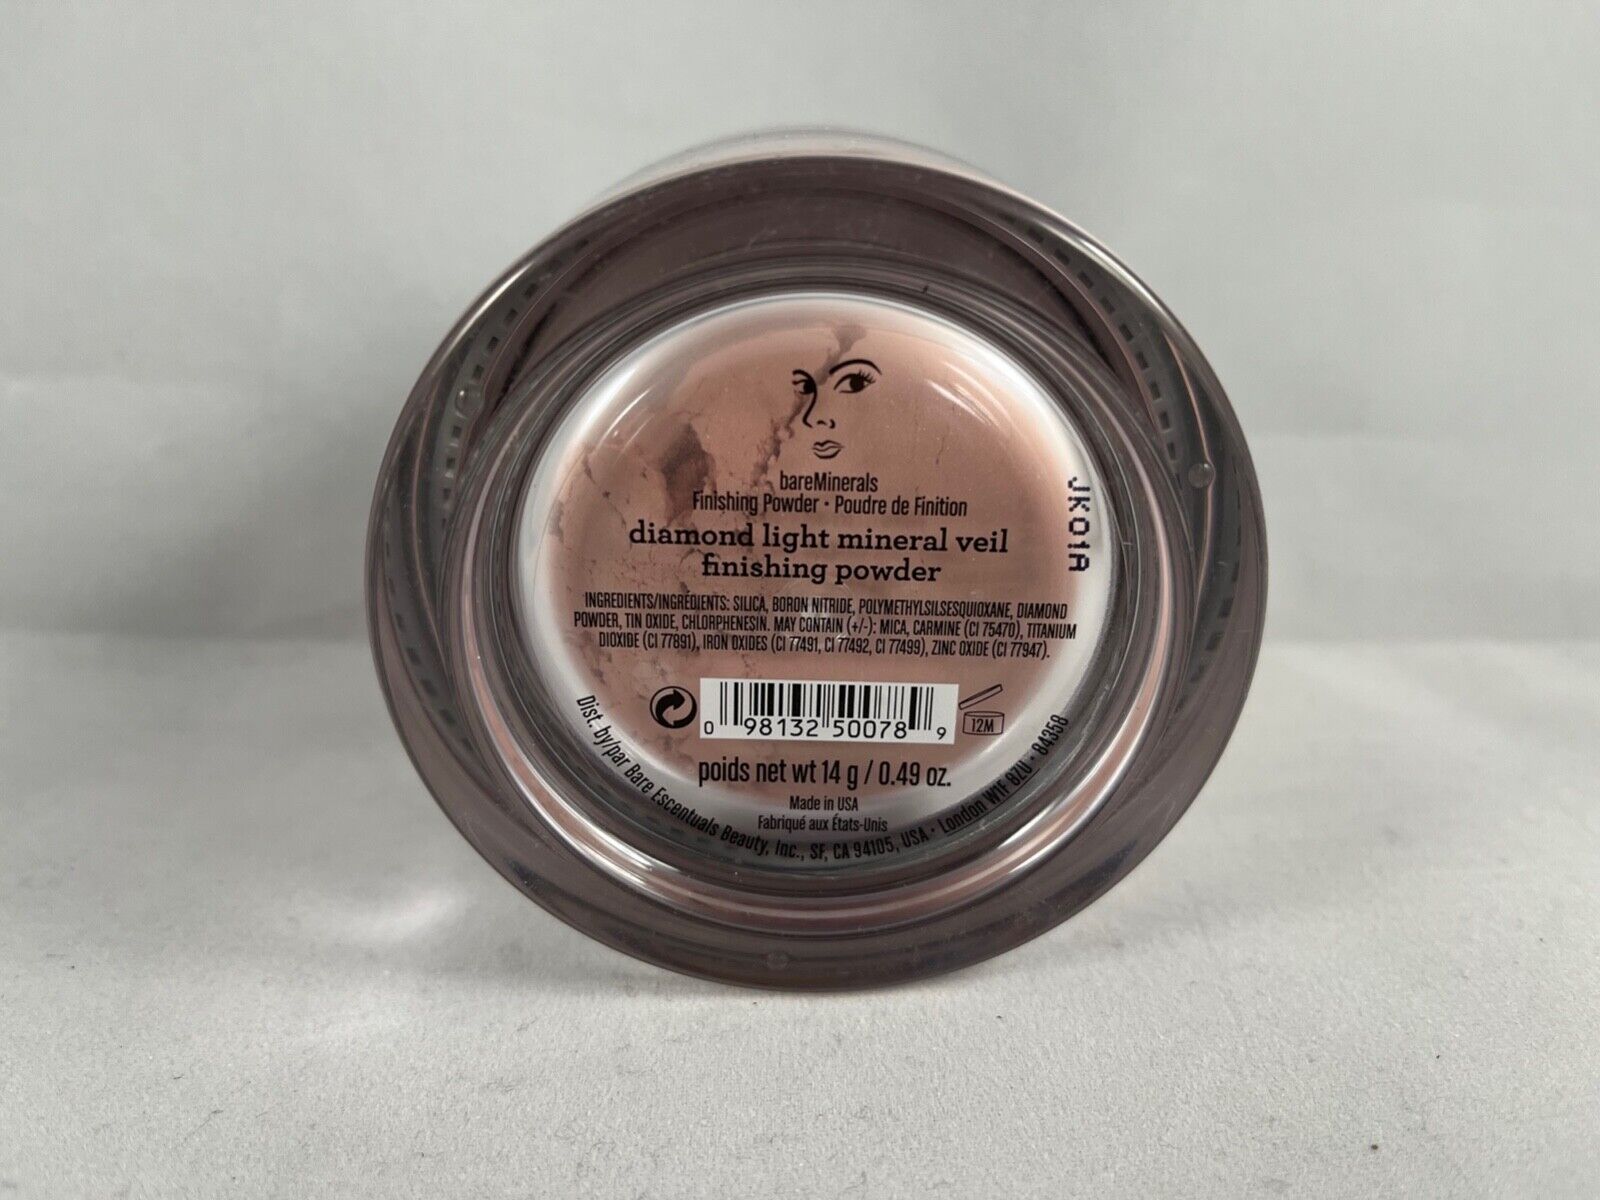 bareMinerals
Finishing Powder • Poudre de Finition
diamond light mineral veil
finishing powder
INGREDIENTS/INGRÉDIENTS: SILICA, BORON NITRIDE, POLYMETHYLSILSESQUIOXANE, DIAMOND
POWDER, TIN OXIDE, CHLORPHENESIN. MAY CONTAIN (+/-): MICA, CARMINE (CI 75470), TITANIUM
DIOXIDE (CI 77891), IRON OXIDES (CI 77491, CI 77492, CI 77499), ZINC OXIDE (CI 77947).
0 98132 50078 9
12M
poids net wt 14 g / 0.49 oz.
Made in USA
Fabriqué aux États-Unis
Dist. by/par Bare Escentuals Beauty, Inc., SF, CA 94105, USA • London W1F 8ZU • 84358
JK01A